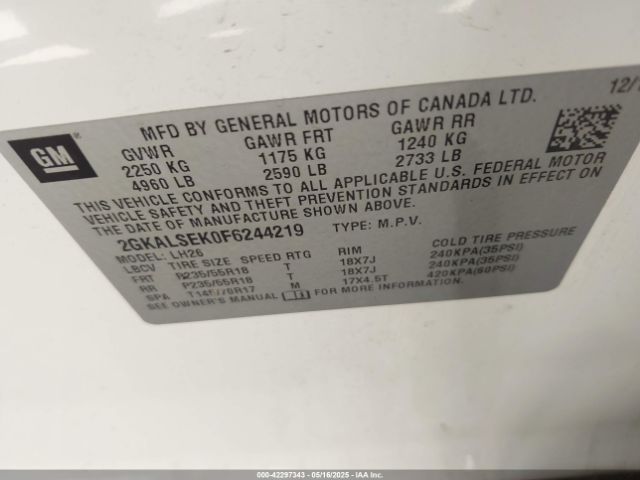 GM
MFD BY GENERAL MOTORS OF CANADA LTD.
12/
GVWR GAWR FRT GAWR RR
2250 KG 1175 KG 1240 KG
4960 LB 2590 LB 2733 LB
THIS VEHICLE CONFORMS TO ALL APPLICABLE U.S. FEDERAL MOTOR
VEHICLE SAFETY AND THEFT PREVENTION STANDARDS IN EFFECT ON
THE DATE OF MANUFACTURE SHOWN ABOVE.
2GKALSEK0F6244219 TYPE: M.P.V.
MODEL: LH26
LBCV TIRE SIZE SPEED RTG RIM COLD TIRE PRESSURE
FRT P235/55R18 T 18X7J 240KPA(35PSI)
RR P235/55R18 T 18X7J 240KPA(35PSI)
SPA T145/70R17 M 17X4.5T 420KPA(60PSI)
SEE OWNER'S MANUAL FOR MORE INFORMATION.
000-42297343 - 05/16/2025 - IAAI.COM